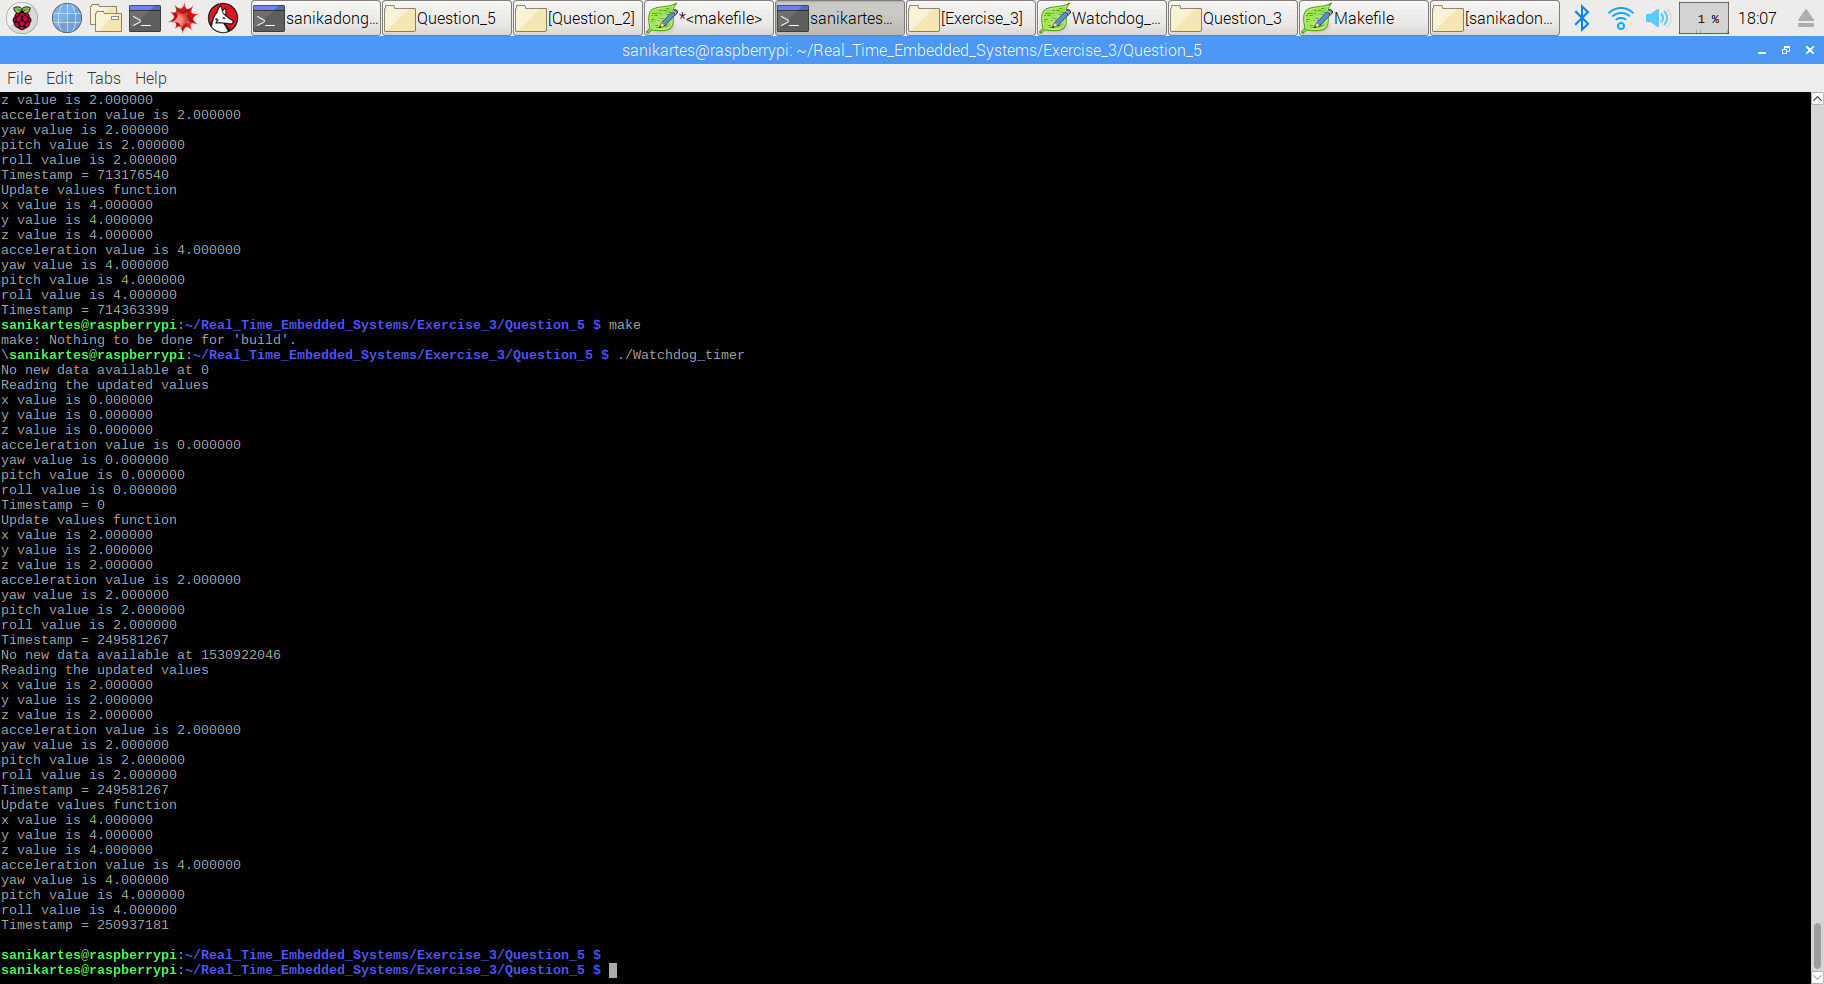 sanikadong... Question_5 [Question_2] *<makefile> sanikartes... [Exercise_3] Watchdog_... Question_3 Makefile [sanikadon... 1 % 18:07
sanikartes@raspberrypi: ~/Real_Time_Embedded_Systems/Exercise_3/Question_5
File Edit Tabs Help
z value is 2.000000
acceleration value is 2.000000
yaw value is 2.000000
pitch value is 2.000000
roll value is 2.000000
Timestamp = 713176540
Update values function
x value is 4.000000
y value is 4.000000
z value is 4.000000
acceleration value is 4.000000
yaw value is 4.000000
pitch value is 4.000000
roll value is 4.000000
Timestamp = 714363399
sanikartes@raspberrypi:~/Real_Time_Embedded_Systems/Exercise_3/Question_5 $ make
make: Nothing to be done for 'build'.
\sanikartes@raspberrypi:~/Real_Time_Embedded_Systems/Exercise_3/Question_5 $ ./Watchdog_timer
No new data available at 0
Reading the updated values
x value is 0.000000
y value is 0.000000
z value is 0.000000
acceleration value is 0.000000
yaw value is 0.000000
pitch value is 0.000000
roll value is 0.000000
Timestamp = 0
Update values function
x value is 2.000000
y value is 2.000000
z value is 2.000000
acceleration value is 2.000000
yaw value is 2.000000
pitch value is 2.000000
roll value is 2.000000
Timestamp = 249581267
No new data available at 1530922046
Reading the updated values
x value is 2.000000
y value is 2.000000
z value is 2.000000
acceleration value is 2.000000
yaw value is 2.000000
pitch value is 2.000000
roll value is 2.000000
Timestamp = 249581267
Update values function
x value is 4.000000
y value is 4.000000
z value is 4.000000
acceleration value is 4.000000
yaw value is 4.000000
pitch value is 4.000000
roll value is 4.000000
Timestamp = 250937181
sanikartes@raspberrypi:~/Real_Time_Embedded_Systems/Exercise_3/Question_5 $
sanikartes@raspberrypi:~/Real_Time_Embedded_Systems/Exercise_3/Question_5 $